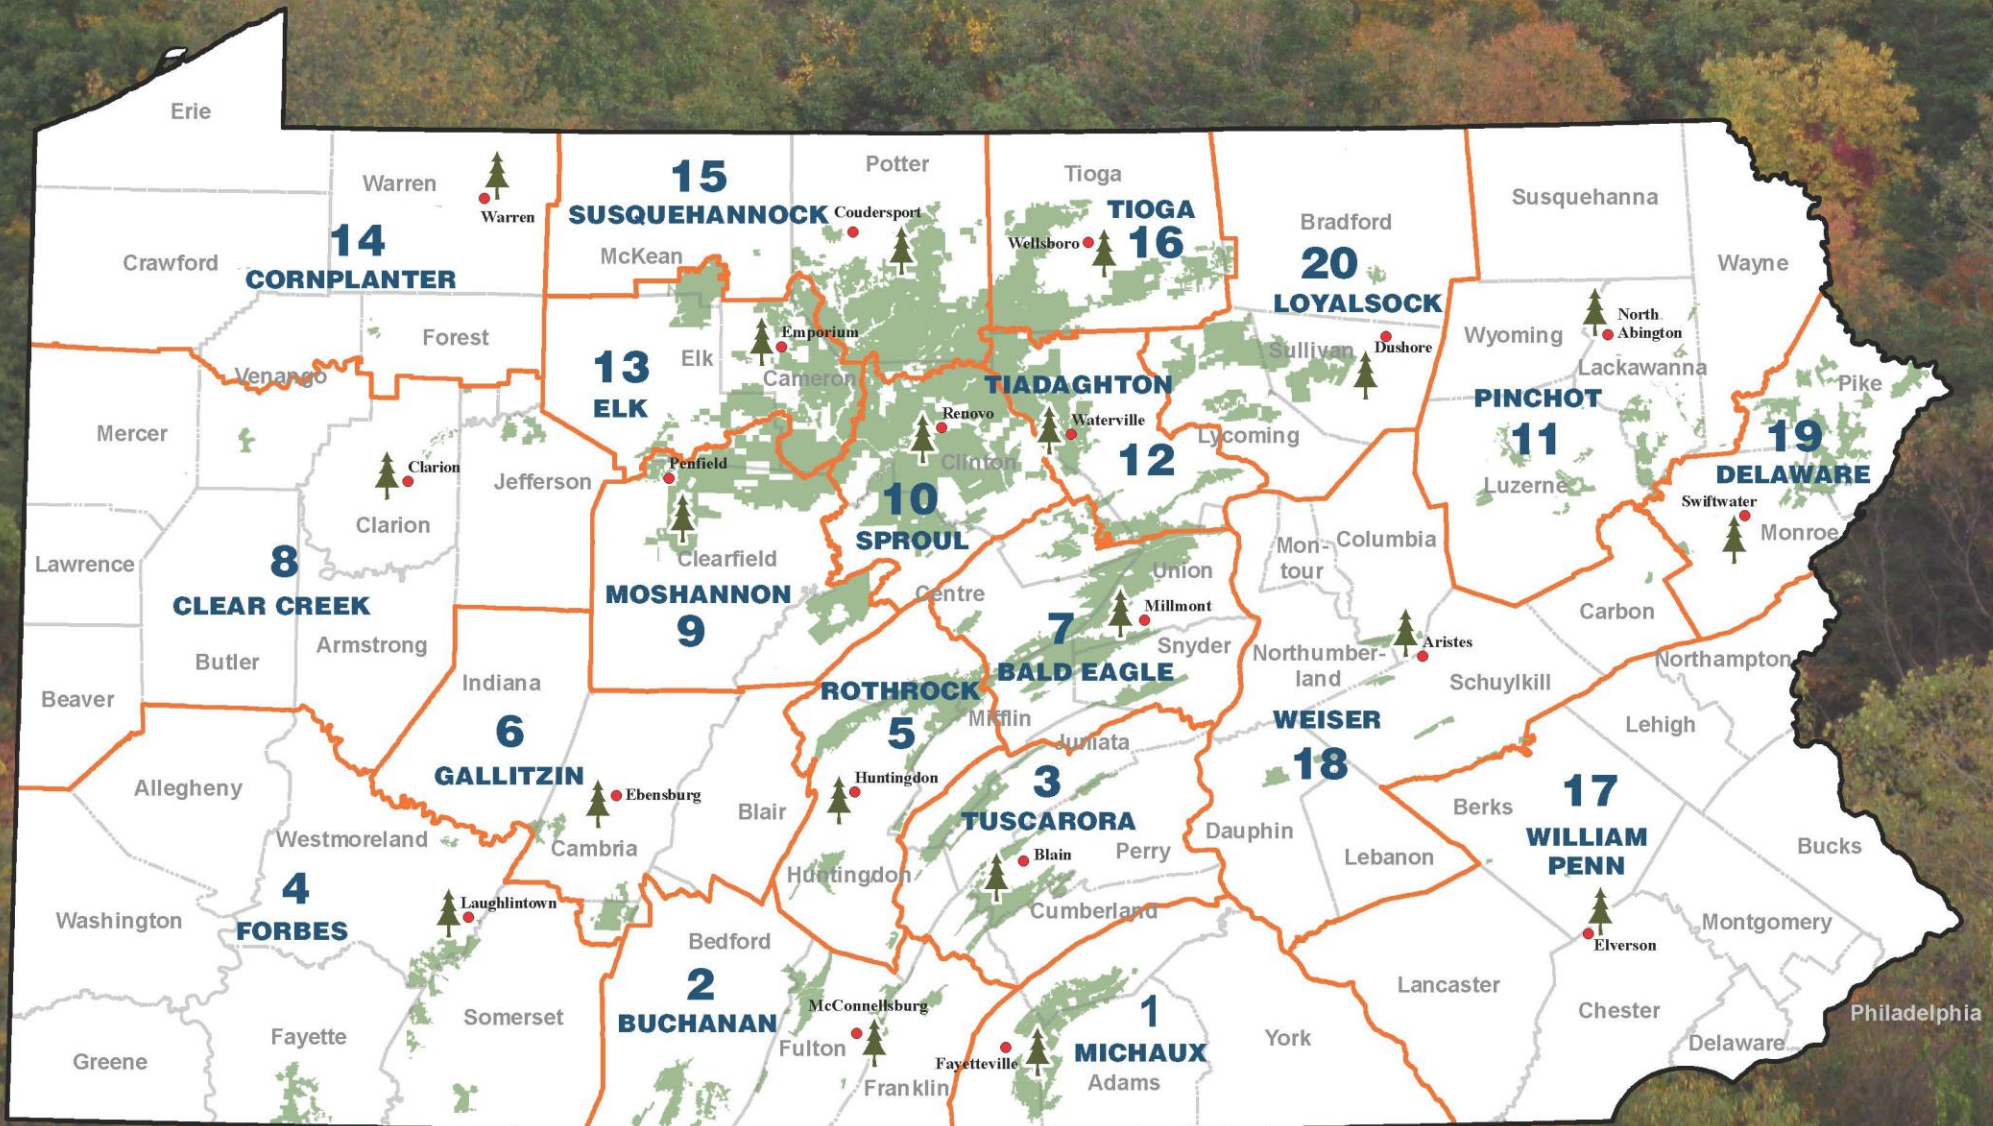 Erie
Warren
Warren
14
CORNPLANTER
Crawford
Forest
Venango
15
SUSQUEHANNOCK
McKean
Potter
Coudersport
Tioga
TIOGA
16
Wellsboro
Bradford
20
LOYALSOCK
Sullivan
Dushore
Susquehanna
Wayne
Wyoming
North
Abington
Lackawanna
PINCHOT
11
Luzerne
Pike
19
DELAWARE
Swiftwater
Monroe
13
ELK
Elk
Emporium
Cameron
TIADAGHTON
Waterville
12
Lycoming
Renovo
Clinton
10
SPROUL
Mercer
Clarion
Clarion
Jefferson
Penfield
Clearfield
MOSHANNON
9
Lawrence
8
CLEAR CREEK
Butler
Armstrong
Beaver
Centre
Union
Millmont
7
BALD EAGLE
Snyder
Mifflin
Mon-
tour
Columbia
Northumber-
land
Aristes
Schuylkill
WEISER
18
Dauphin
Lebanon
Carbon
Northampton
Lehigh
Indiana
6
GALLITZIN
Ebensburg
Cambria
Blair
ROTHROCK
5
Huntingdon
Huntingdon
Juniata
3
TUSCARORA
Blain
Perry
Cumberland
Berks
17
WILLIAM
PENN
Bucks
Montgomery
Elverson
Lancaster
Chester
Delaware
Philadelphia
Allegheny
Westmoreland
4
FORBES
Laughlintown
Washington
Greene
Fayette
Somerset
Bedford
2
BUCHANAN
McConnellsburg
Fulton
Franklin
Fayetteville
1
MICHAUX
Adams
York